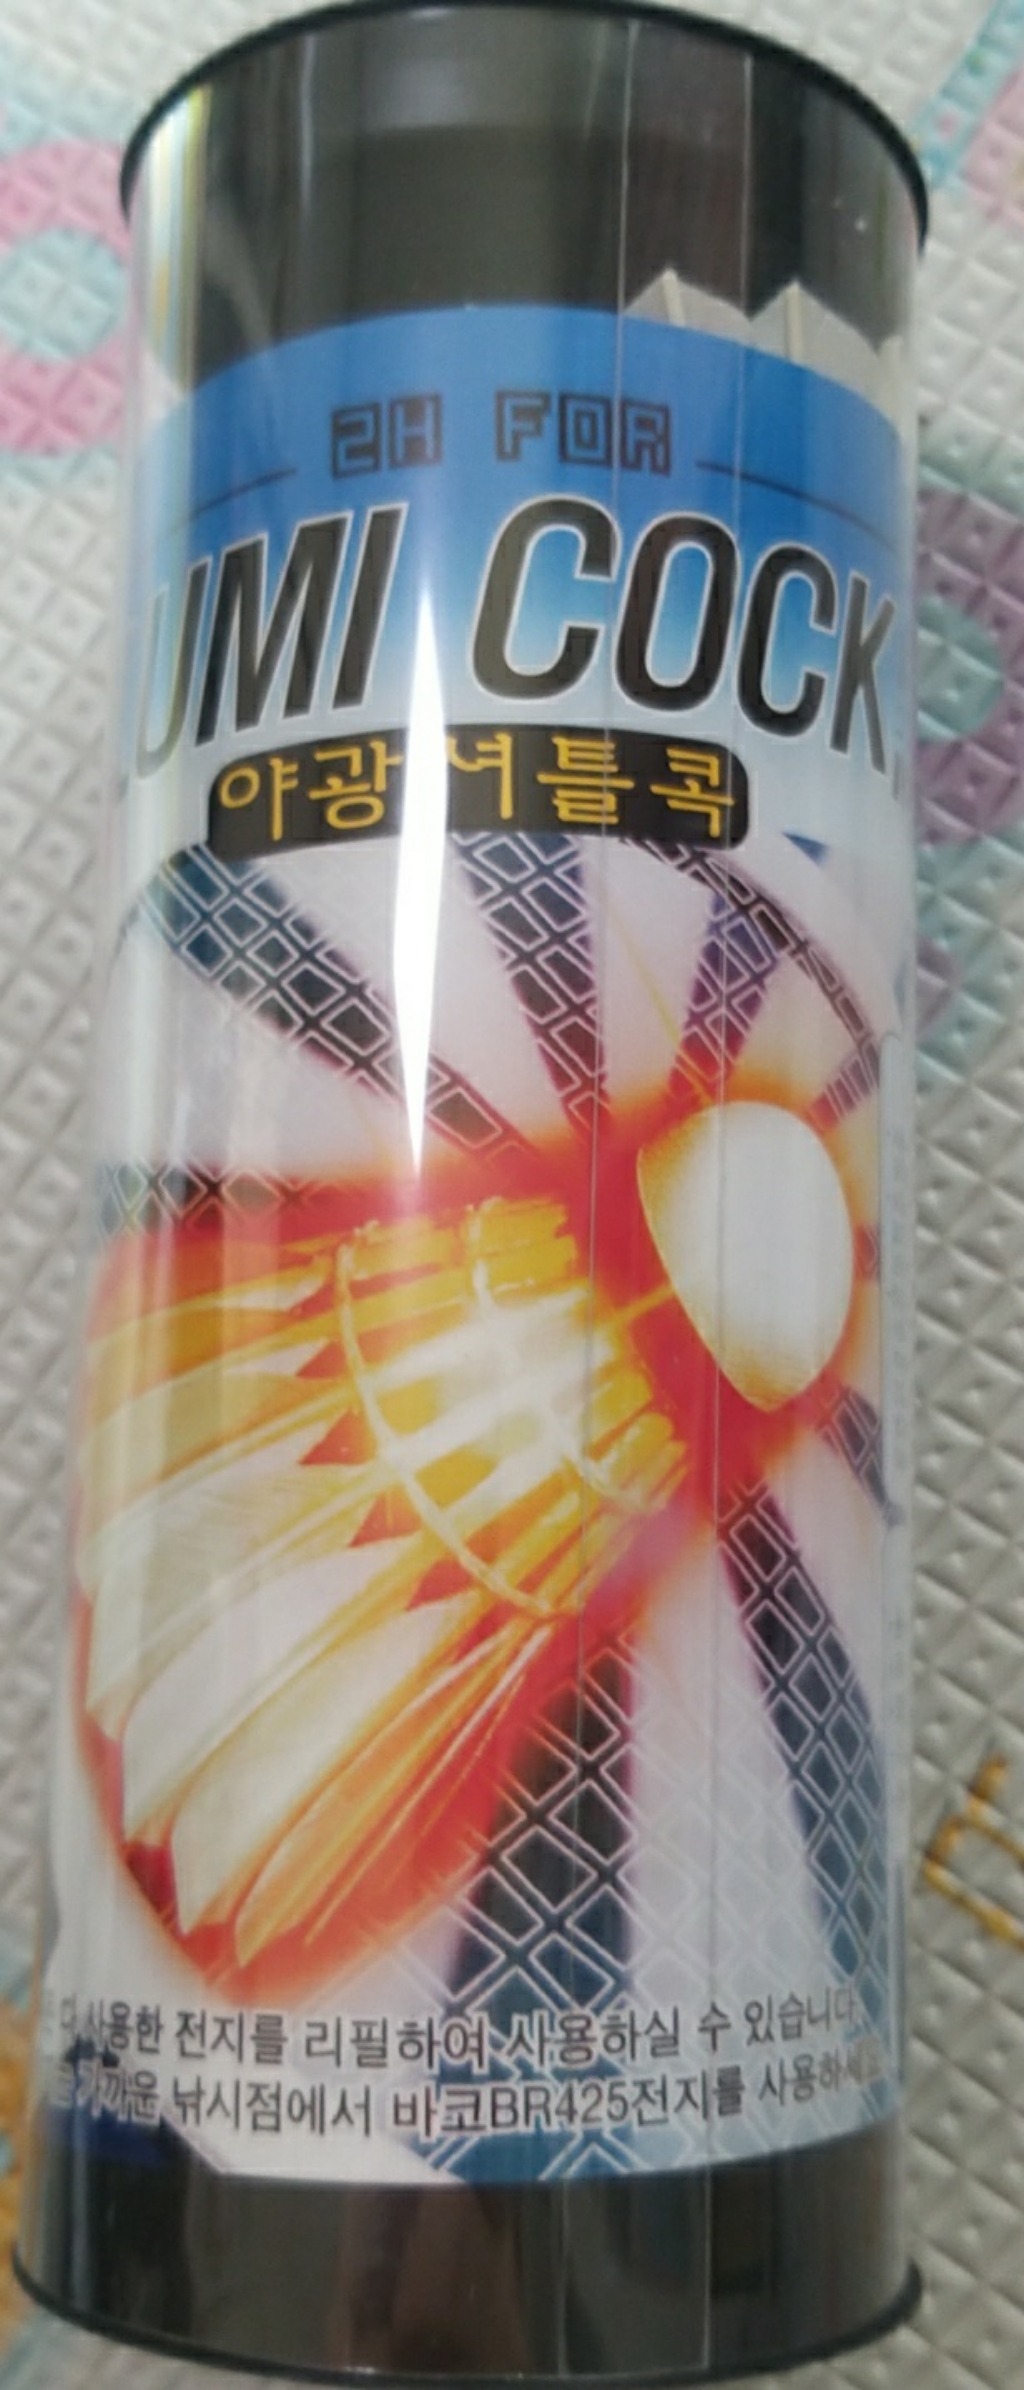 2H FOR
UMI COCK
야광 셔틀콕
다 사용한 전지를 리필하여 사용하실 수 있습니다.
가까운 낚시점에서 바코BR425전지를 사용하세요